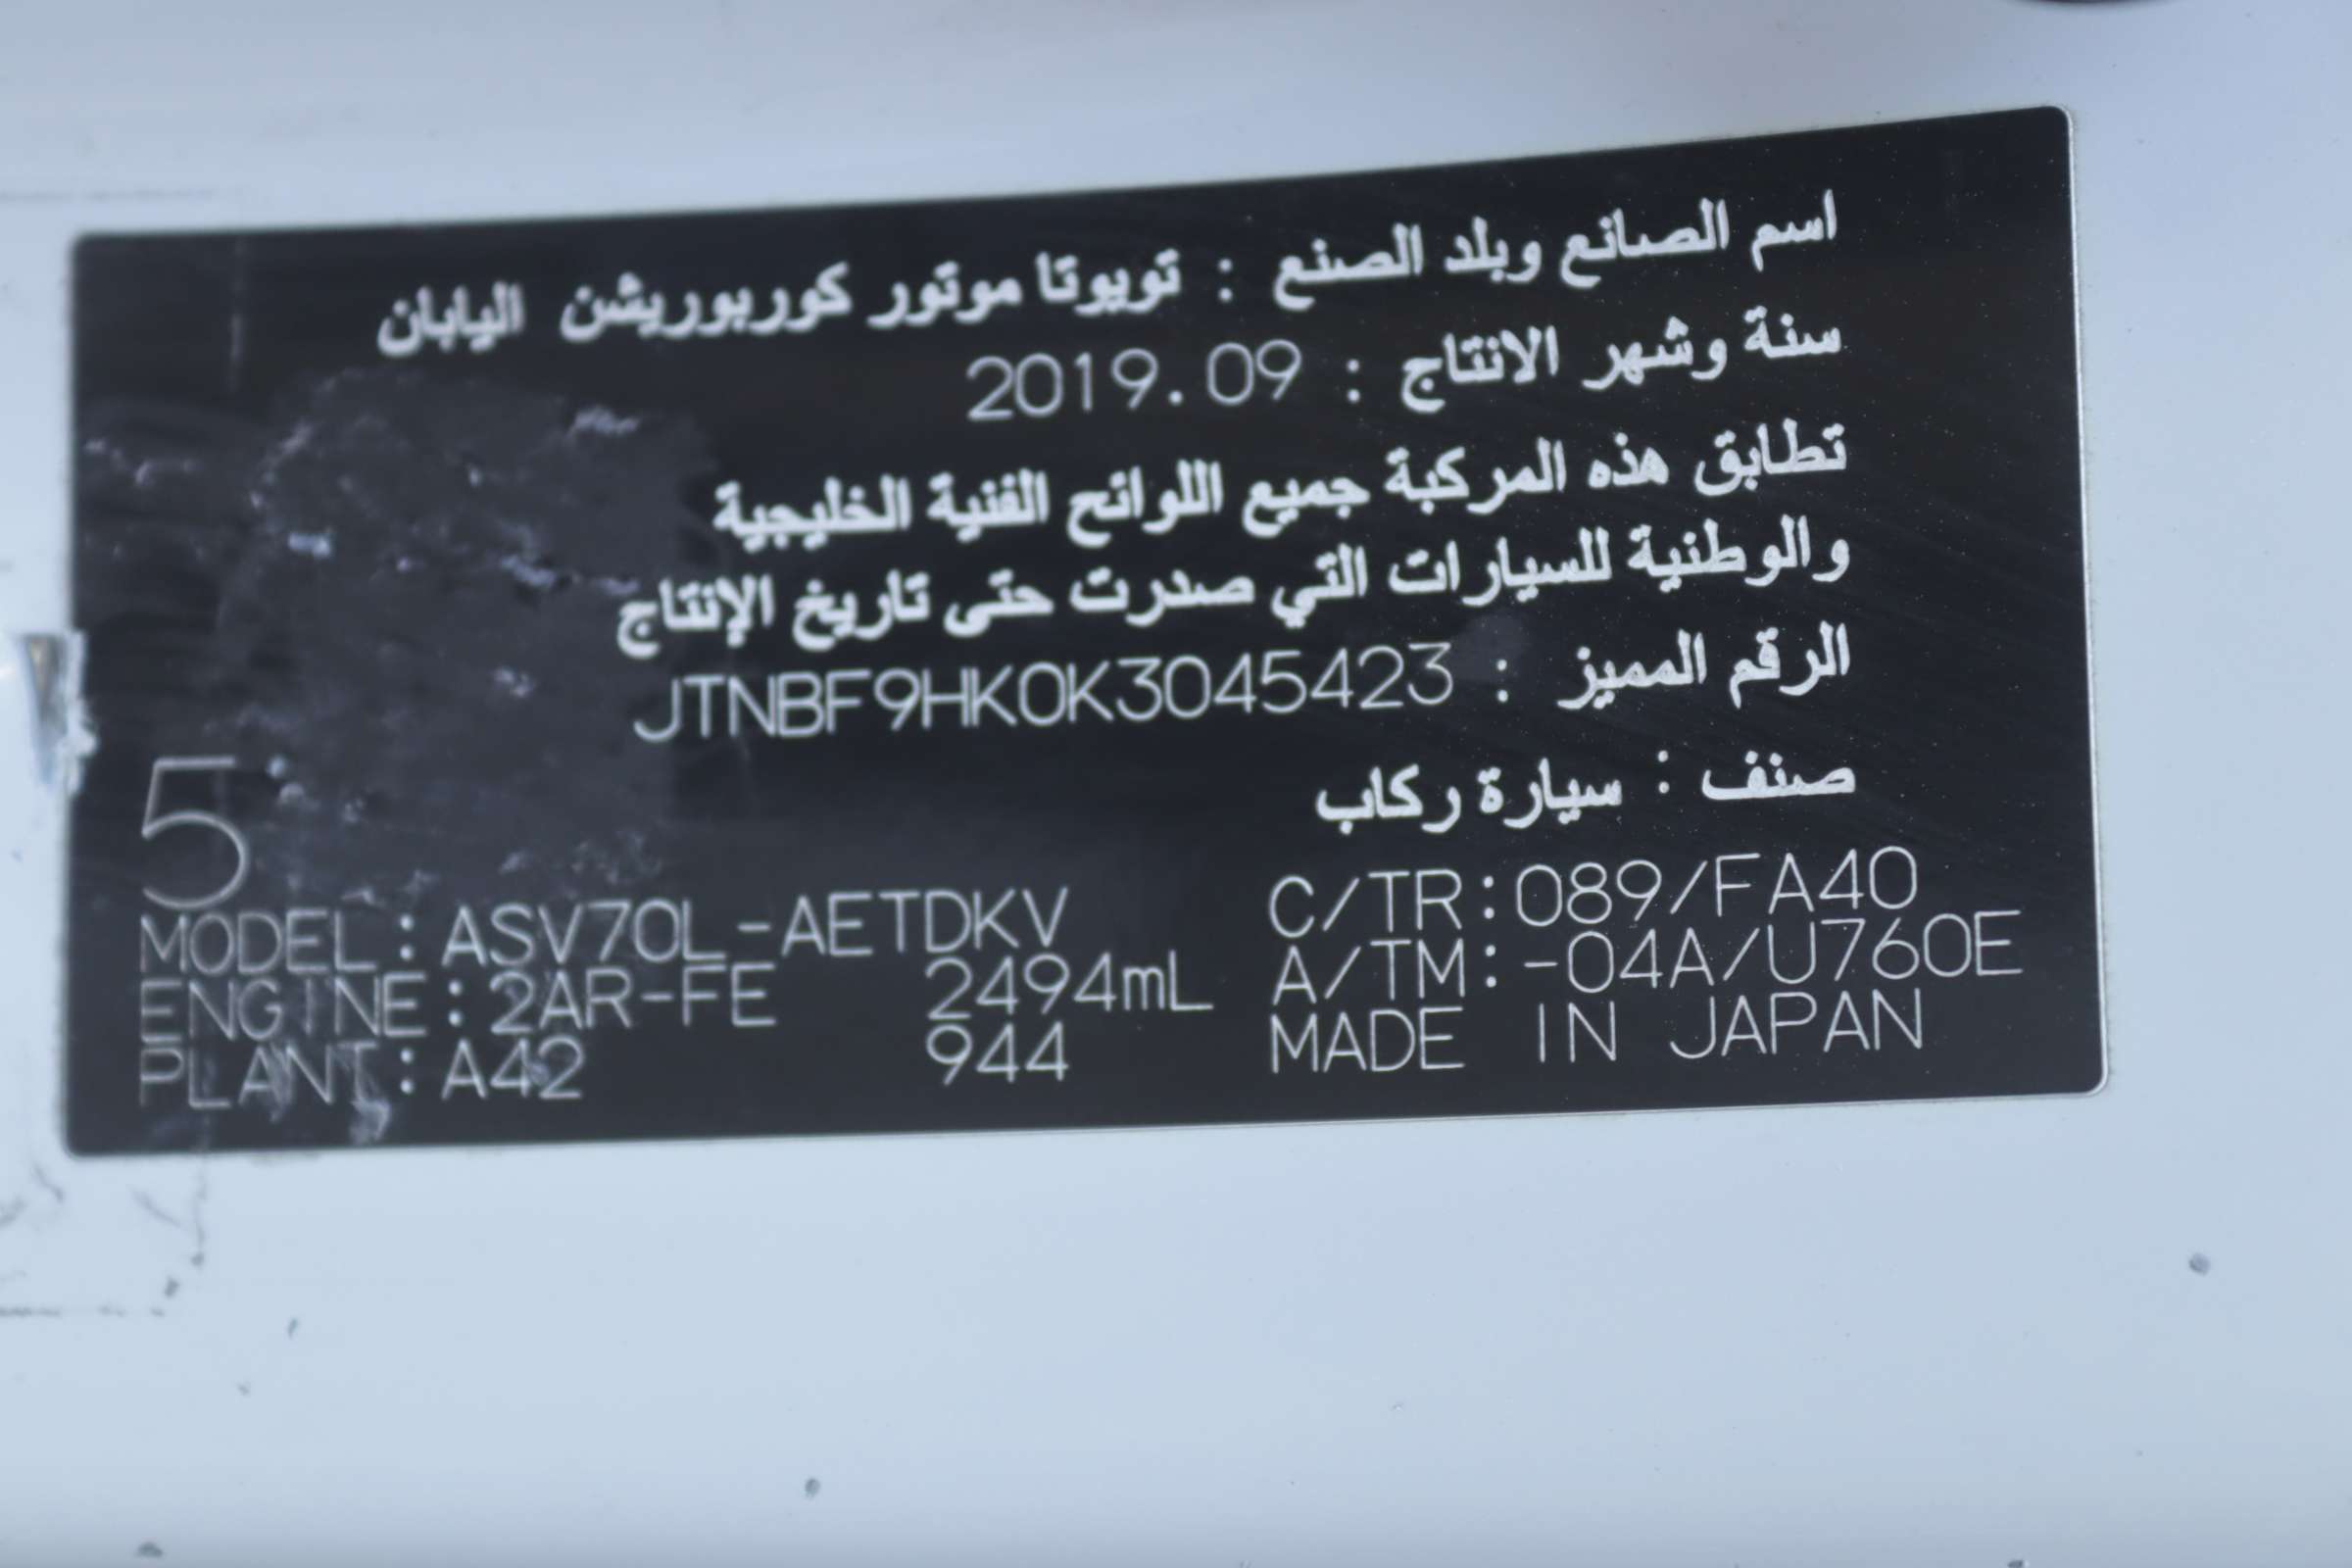 اسم الصانع وبلد الصنع : تويوتا موتور كوربوريشن اليابان
سنة وشهر الانتاج : 2019.09
تطابق هذه المركبة جميع اللوائح الفنية الخليجية
والوطنية للسيارات التي صدرت حتى تاريخ الإنتاج
الرقم المميز : JTNBF9HK0K3045423
صنف : سيارة ركاب
5
MODEL: ASV70L-AETDKV C/TR:089/FA40
ENGINE: 2AR-FE 2494mL A/TM:-04A/U760E
PLANT: A42 944 MADE IN JAPAN